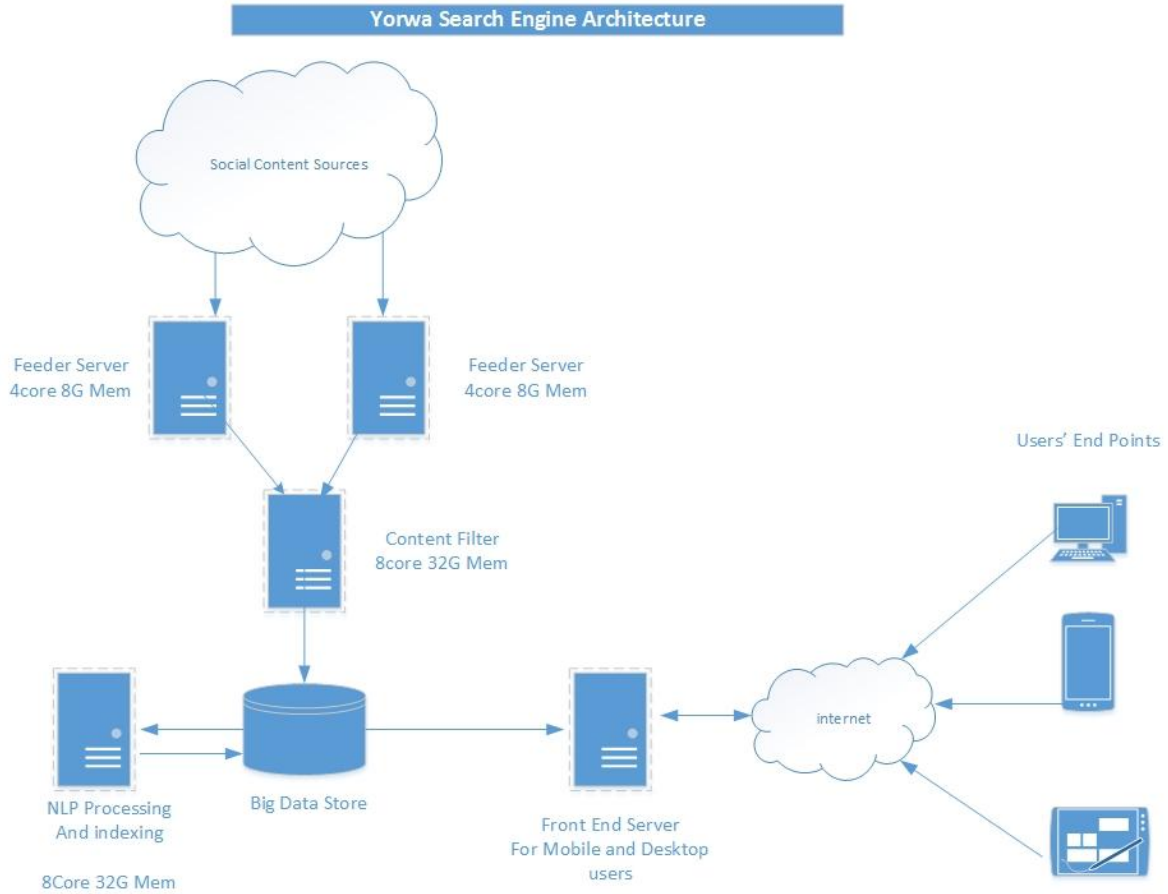 Yorwa Search Engine Architecture
Social Content Sources
Feeder Server
4core 8G Mem
Feeder Server
4core 8G Mem
Users’ End Points
Content Filter
8core 32G Mem
internet
NLP Processing
And indexing
8Core 32G Mem
Big Data Store
Front End Server
For Mobile and Desktop
users